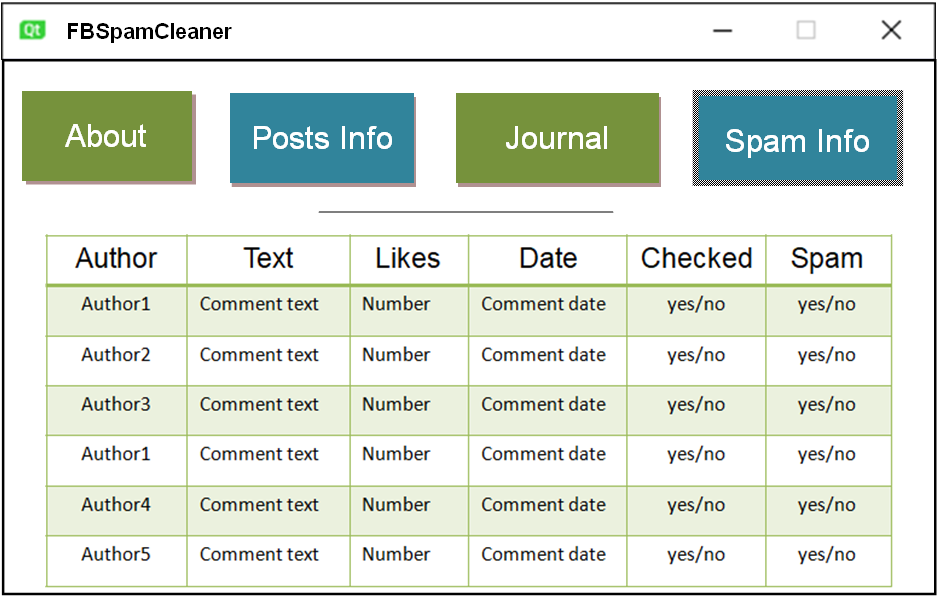 Qt FBSpamCleaner
About Posts Info Journal Spam Info
Author Text Likes Date Checked Spam
Author1 Comment text Number Comment date yes/no yes/no
Author2 Comment text Number Comment date yes/no yes/no
Author3 Comment text Number Comment date yes/no yes/no
Author1 Comment text Number Comment date yes/no yes/no
Author4 Comment text Number Comment date yes/no yes/no
Author5 Comment text Number Comment date yes/no yes/no